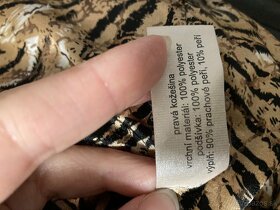 pravá kožešina
vrchní materiál: 100% polyester
podšívka: 100% polyester
výplň: 90% prachové peří, 10% peří